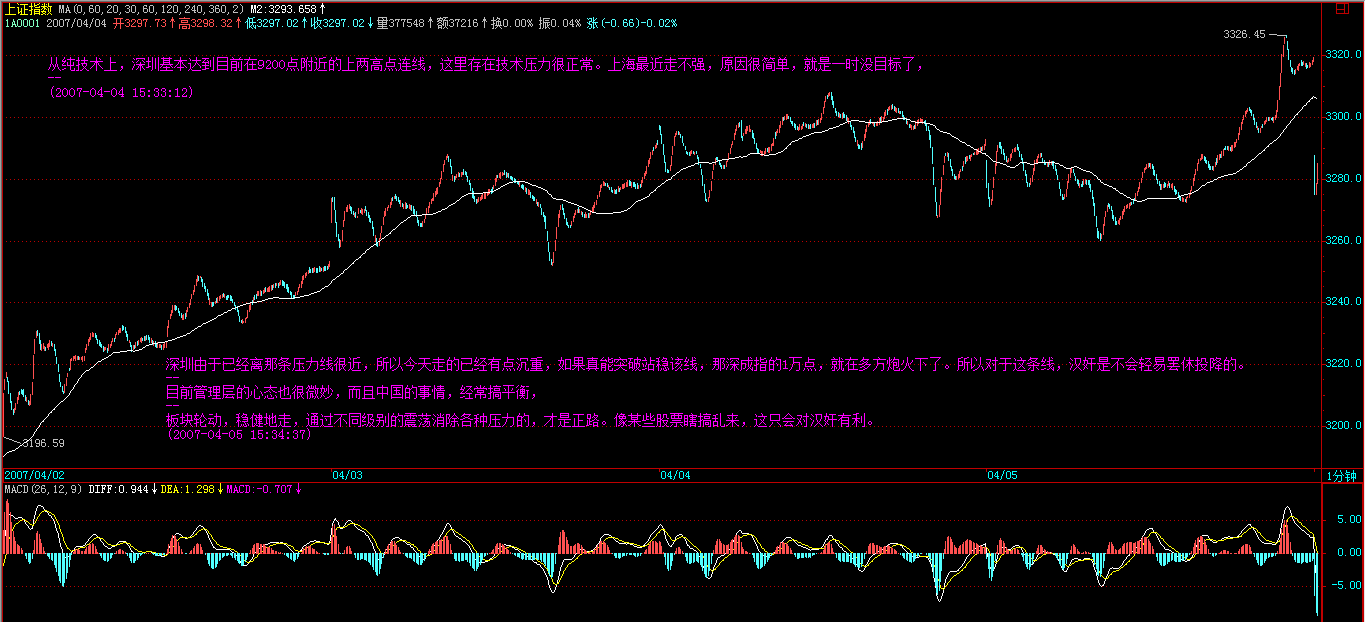 上证指数 MA(0,60,20,30,60,120,240,360,2) M2:3293.658↑
1A0001 2007/04/04 开3297.73↑高3298.32↑低3297.02↑收3297.02↓量377548↑额37216↑换0.00% 振0.04% 涨(-0.66)-0.02%
3326.45
从纯技术上，深圳基本达到目前在9200点附近的上两高点连线，这里存在技术压力很正常。上海最近走不强，原因很简单，就是一时没目标了，
(2007-04-04 15:33:12)
深圳由于已经离那条压力线很近，所以今天走的已经有点沉重，如果真能突破站稳该线，那深成指的1万点，就在多方炮火下了。所以对于这条线，汉奸是不会轻易罢休投降的。
目前管理层的心态也很微妙，而且中国的事情，经常搞平衡，
板块轮动，稳健地走，通过不同级别的震荡消除各种压力的，才是正路。像某些股票瞎搞乱来，这只会对汉奸有利。
(2007-04-05 15:34:37)
3196.59
3320.0
3300.0
3280.0
3260.0
3240.0
3220.0
3200.0
2007/04/02 04/03 04/04 04/05 1分钟
MACD(26,12,9) DIFF:0.944↓DEA:1.298↓MACD:-0.707↓
5.00
0.00
-5.00